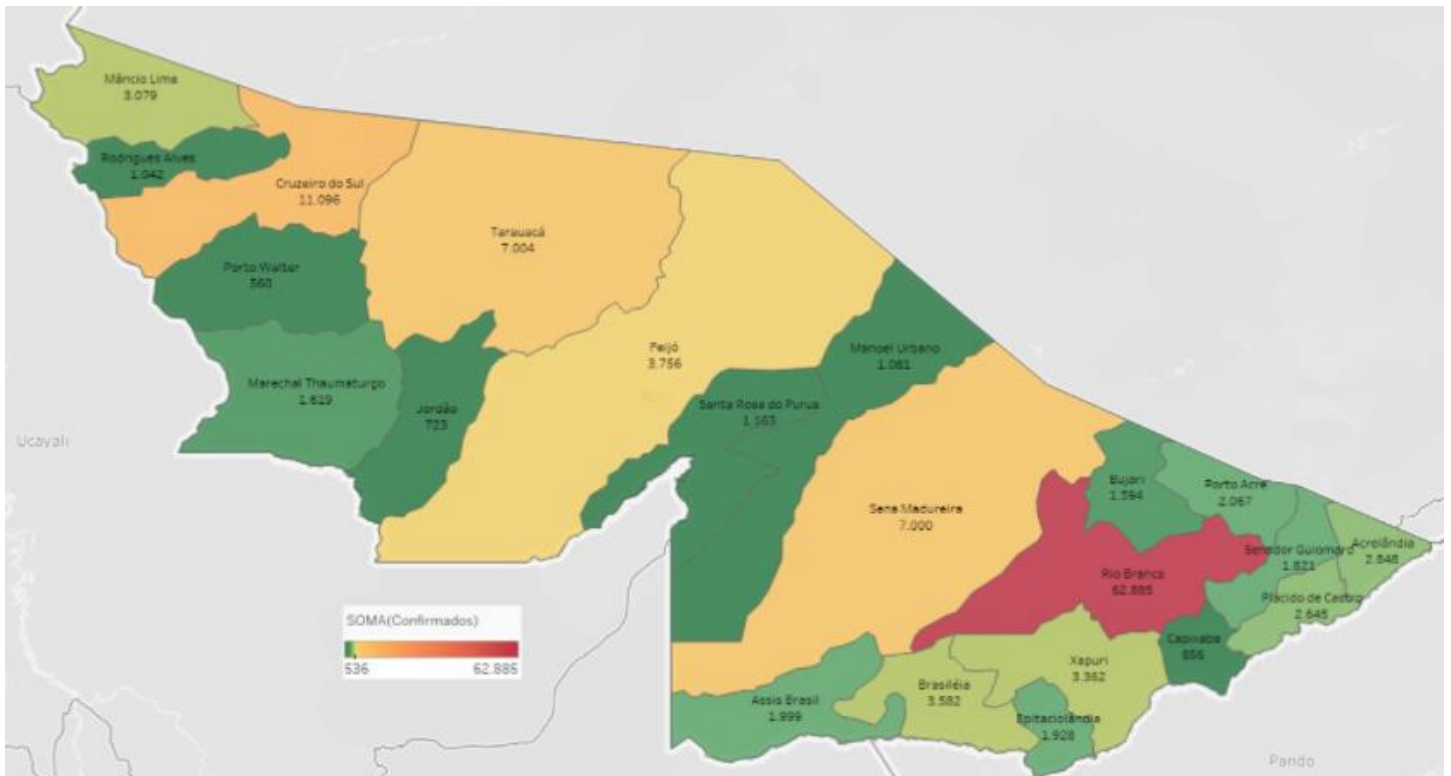 Mâncio Lima
3.079
Rodrigues Alves
1.042
Cruzeiro do Sul
11.096
Tarauacá
7.004
Porto Walter
560
Feijó
3.756
Manoel Urbano
1.081
Marechal Thaumaturgo
1.619
Jordão
723
Santa Rosa do Purus
1.163
Ucayali
Bujari
1.594
Porto Acre
2.067
Sena Madureira
7.000
Senador Guiomard
1.821
Acrelândia
Rio Branco
62.885
Plácido de Castro
2.645
SOMA(Confirmados)
536
62.885
Capixaba
856
Xapuri
3.362
Brasiléia
3.582
Assis Brasil
1.999
Epitaciolândia
1.928
Pando